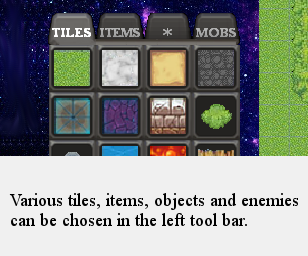 TILES ITEMS * MOBS
Various tiles, items, objects and enemies
can be chosen in the left tool bar.